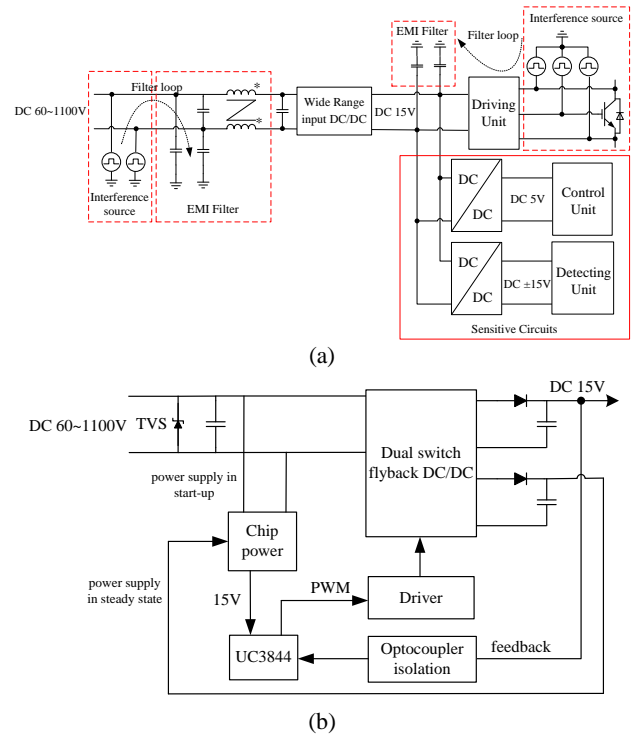 Interference source
EMI Filter
Filter loop
Filter loop
*
*
DC 60~1100V
Wide Range
input DC/DC
DC 15V
Driving
Unit
Interference
source
EMI Filter
DC
DC
DC 5V
Control
Unit
DC
DC
DC ±15V
Detecting
Unit
Sensitive Circuits
(a)
DC 15V
DC 60~1100V
TVS
Dual switch
flyback DC/DC
power supply in
start-up
Chip
power
power supply
in steady state
15V
PWM
Driver
UC3844
Optocoupler
isolation
feedback
(b)